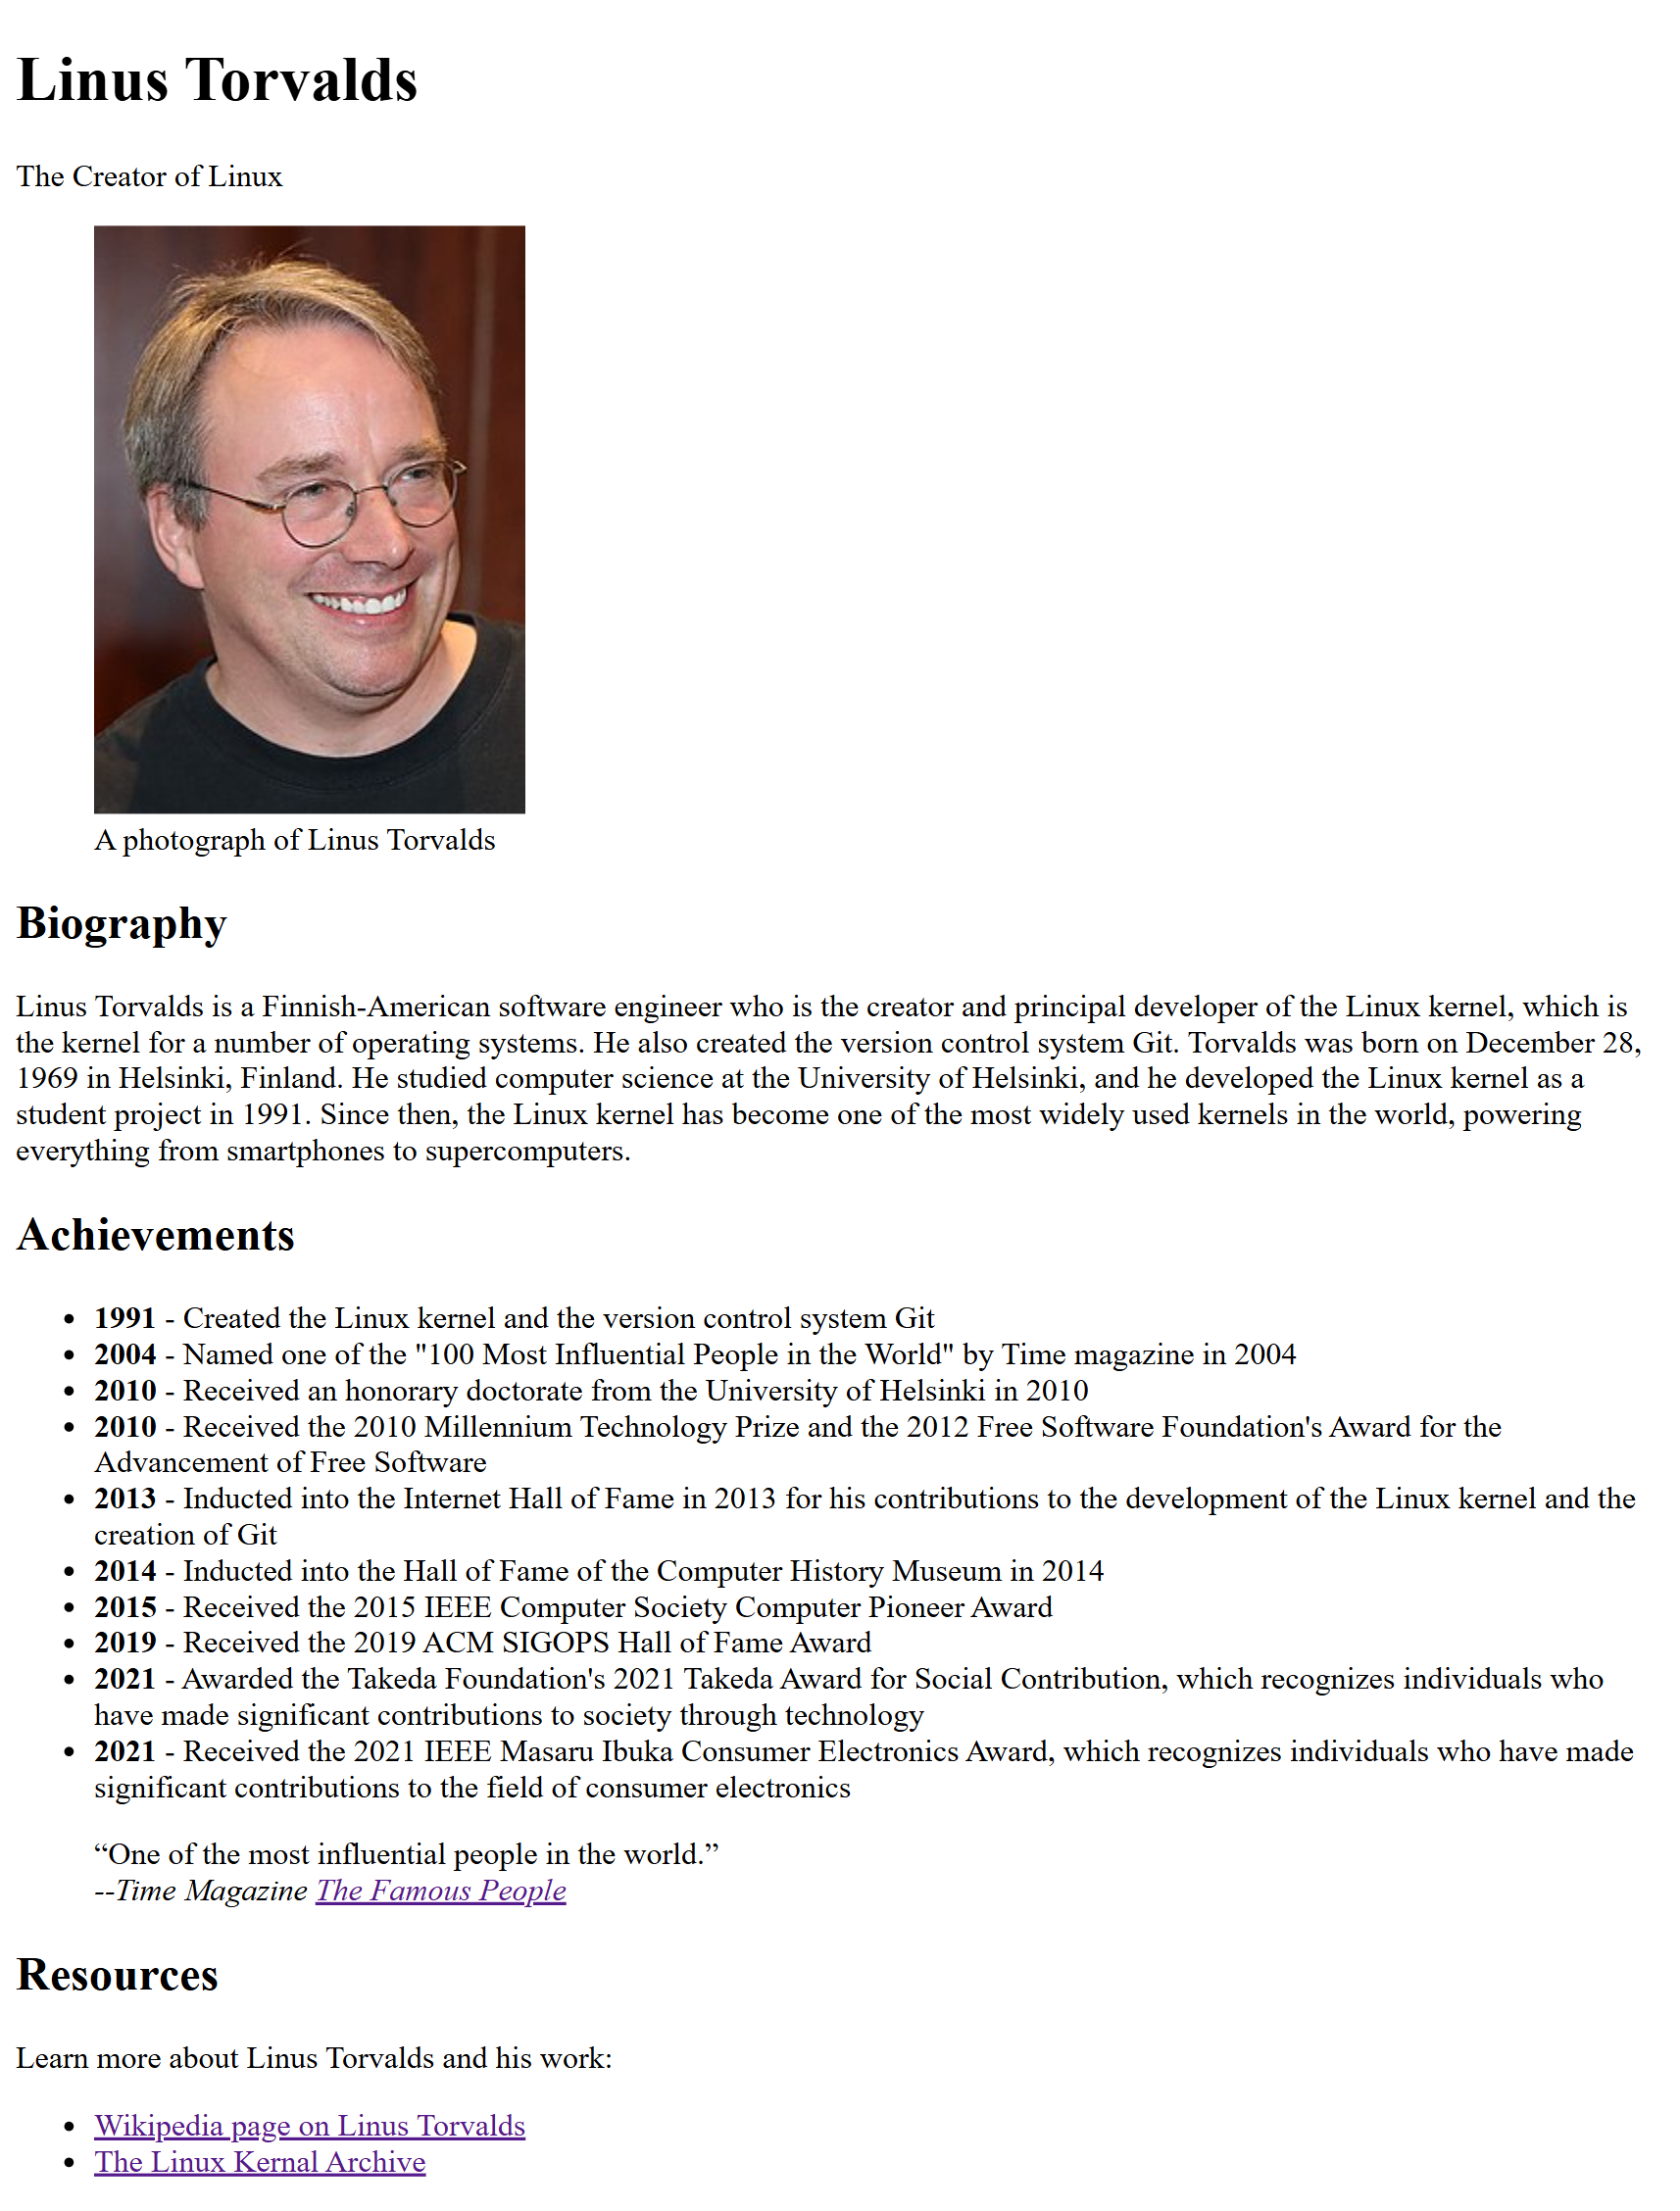 Linus Torvalds
The Creator of Linux
A photograph of Linus Torvalds
Biography
Linus Torvalds is a Finnish-American software engineer who is the creator and principal developer of the Linux kernel, which is
the kernel for a number of operating systems. He also created the version control system Git. Torvalds was born on December 28,
1969 in Helsinki, Finland. He studied computer science at the University of Helsinki, and he developed the Linux kernel as a
student project in 1991. Since then, the Linux kernel has become one of the most widely used kernels in the world, powering
everything from smartphones to supercomputers.
Achievements
• 1991 - Created the Linux kernel and the version control system Git
• 2004 - Named one of the "100 Most Influential People in the World" by Time magazine in 2004
• 2010 - Received an honorary doctorate from the University of Helsinki in 2010
• 2010 - Received the 2010 Millennium Technology Prize and the 2012 Free Software Foundation's Award for the
Advancement of Free Software
• 2013 - Inducted into the Internet Hall of Fame in 2013 for his contributions to the development of the Linux kernel and the
creation of Git
• 2014 - Inducted into the Hall of Fame of the Computer History Museum in 2014
• 2015 - Received the 2015 IEEE Computer Society Computer Pioneer Award
• 2019 - Received the 2019 ACM SIGOPS Hall of Fame Award
• 2021 - Awarded the Takeda Foundation's 2021 Takeda Award for Social Contribution, which recognizes individuals who
have made significant contributions to society through technology
• 2021 - Received the 2021 IEEE Masaru Ibuka Consumer Electronics Award, which recognizes individuals who have made
significant contributions to the field of consumer electronics
“One of the most influential people in the world.”
--Time Magazine The Famous People
Resources
Learn more about Linus Torvalds and his work:
• Wikipedia page on Linus Torvalds
• The Linux Kernal Archive